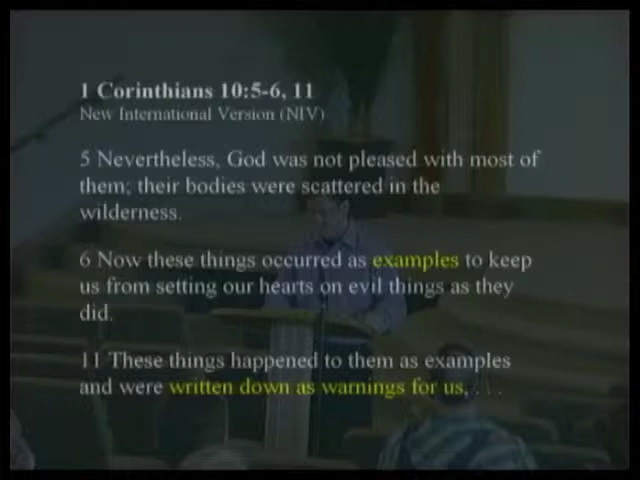 1 Corinthians 10:5-6, 11
New International Version (NIV)
5 Nevertheless, God was not pleased with most of
them; their bodies were scattered in the
wilderness.
6 Now these things occurred as examples to keep
us from setting our hearts on evil things as they
did.
11 These things happened to them as examples
and were written down as warnings for us, . . .